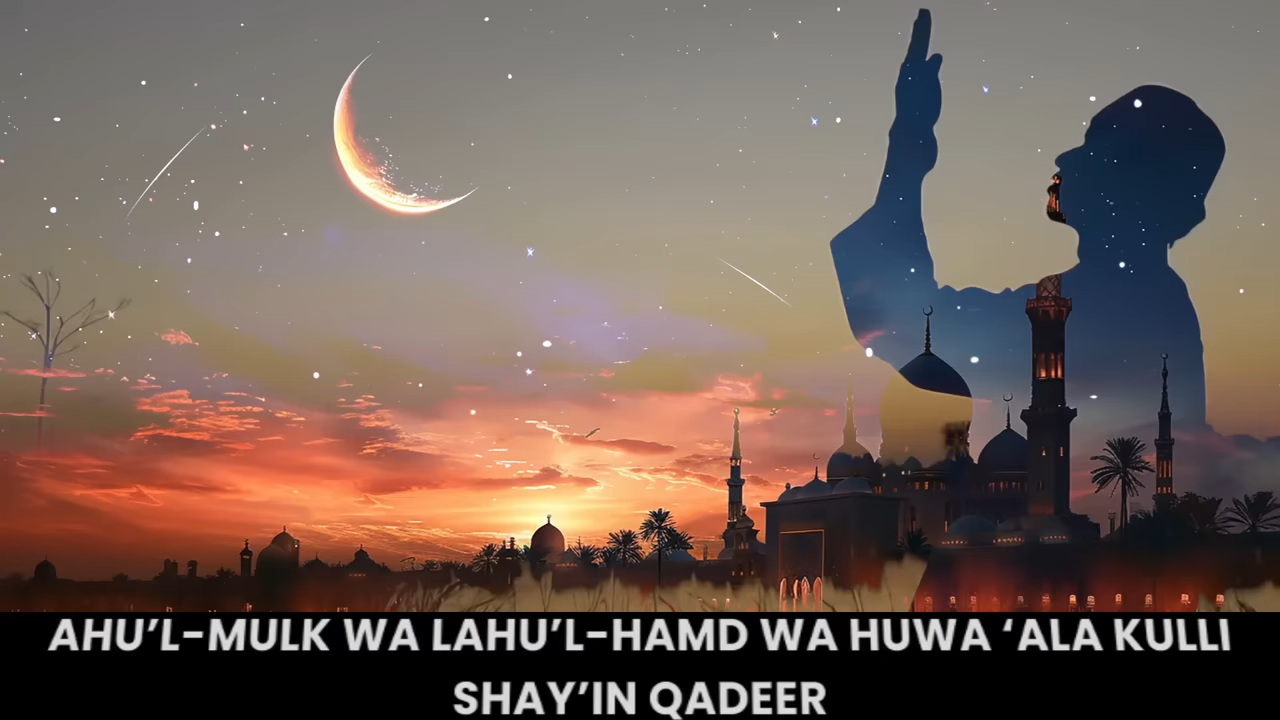 AHU’L-MULK WA LAHU’L-HAMD WA HUWA ‘ALA KULLI
SHAY’IN QADEER